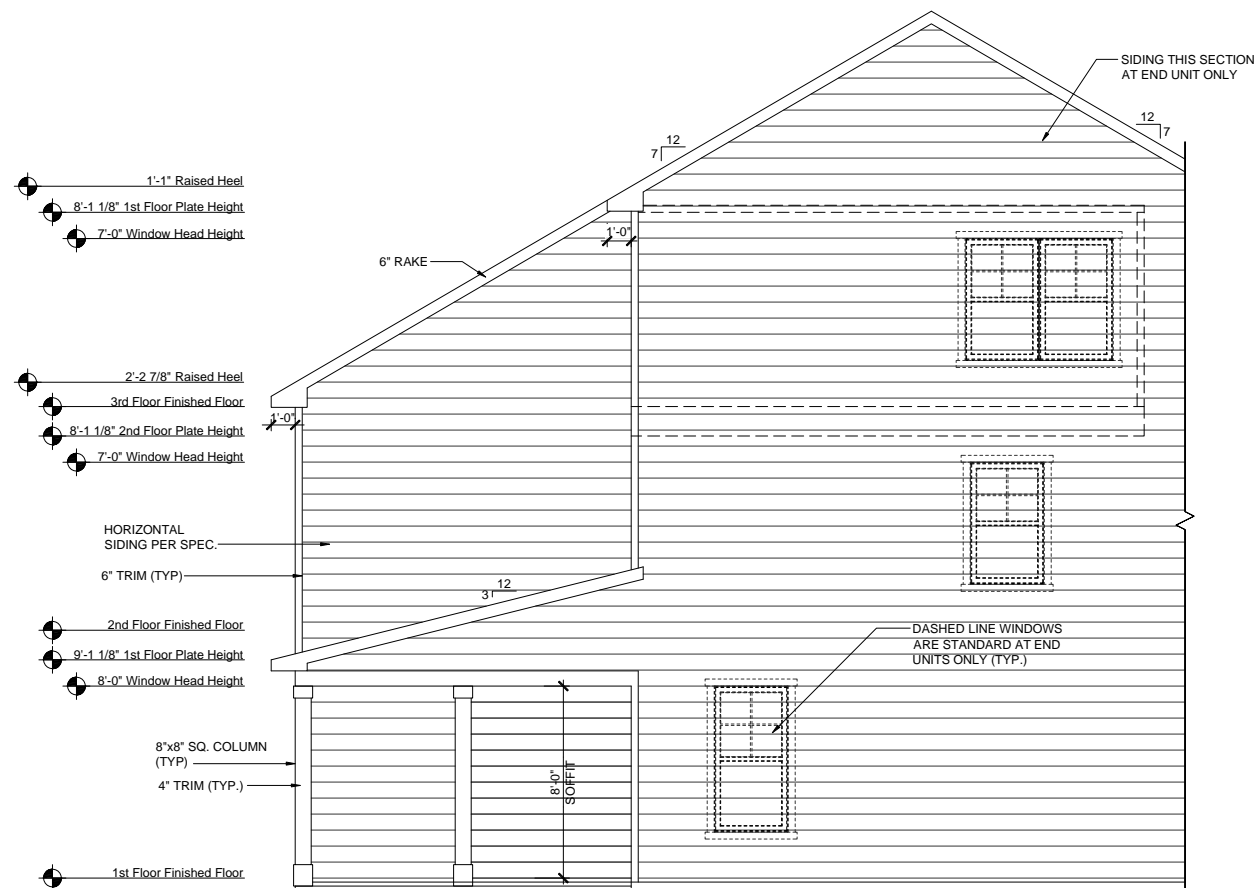 SIDING THIS SECTION
AT END UNIT ONLY
12
7
12
7
1'-1" Raised Heel
8'-1 1/8" 1st Floor Plate Height
7'-0" Window Head Height
1'-0"
6" RAKE
2'-2 7/8" Raised Heel
3rd Floor Finished Floor
1'-0"
8'-1 1/8" 2nd Floor Plate Height
7'-0" Window Head Height
HORIZONTAL
SIDING PER SPEC.
6" TRIM (TYP)
12
3
2nd Floor Finished Floor
9'-1 1/8" 1st Floor Plate Height
8'-0" Window Head Height
DASHED LINE WINDOWS
ARE STANDARD AT END
UNITS ONLY (TYP.)
8"x8" SQ. COLUMN
(TYP)
4" TRIM (TYP.)
8'-0"
SOFFIT
1st Floor Finished Floor